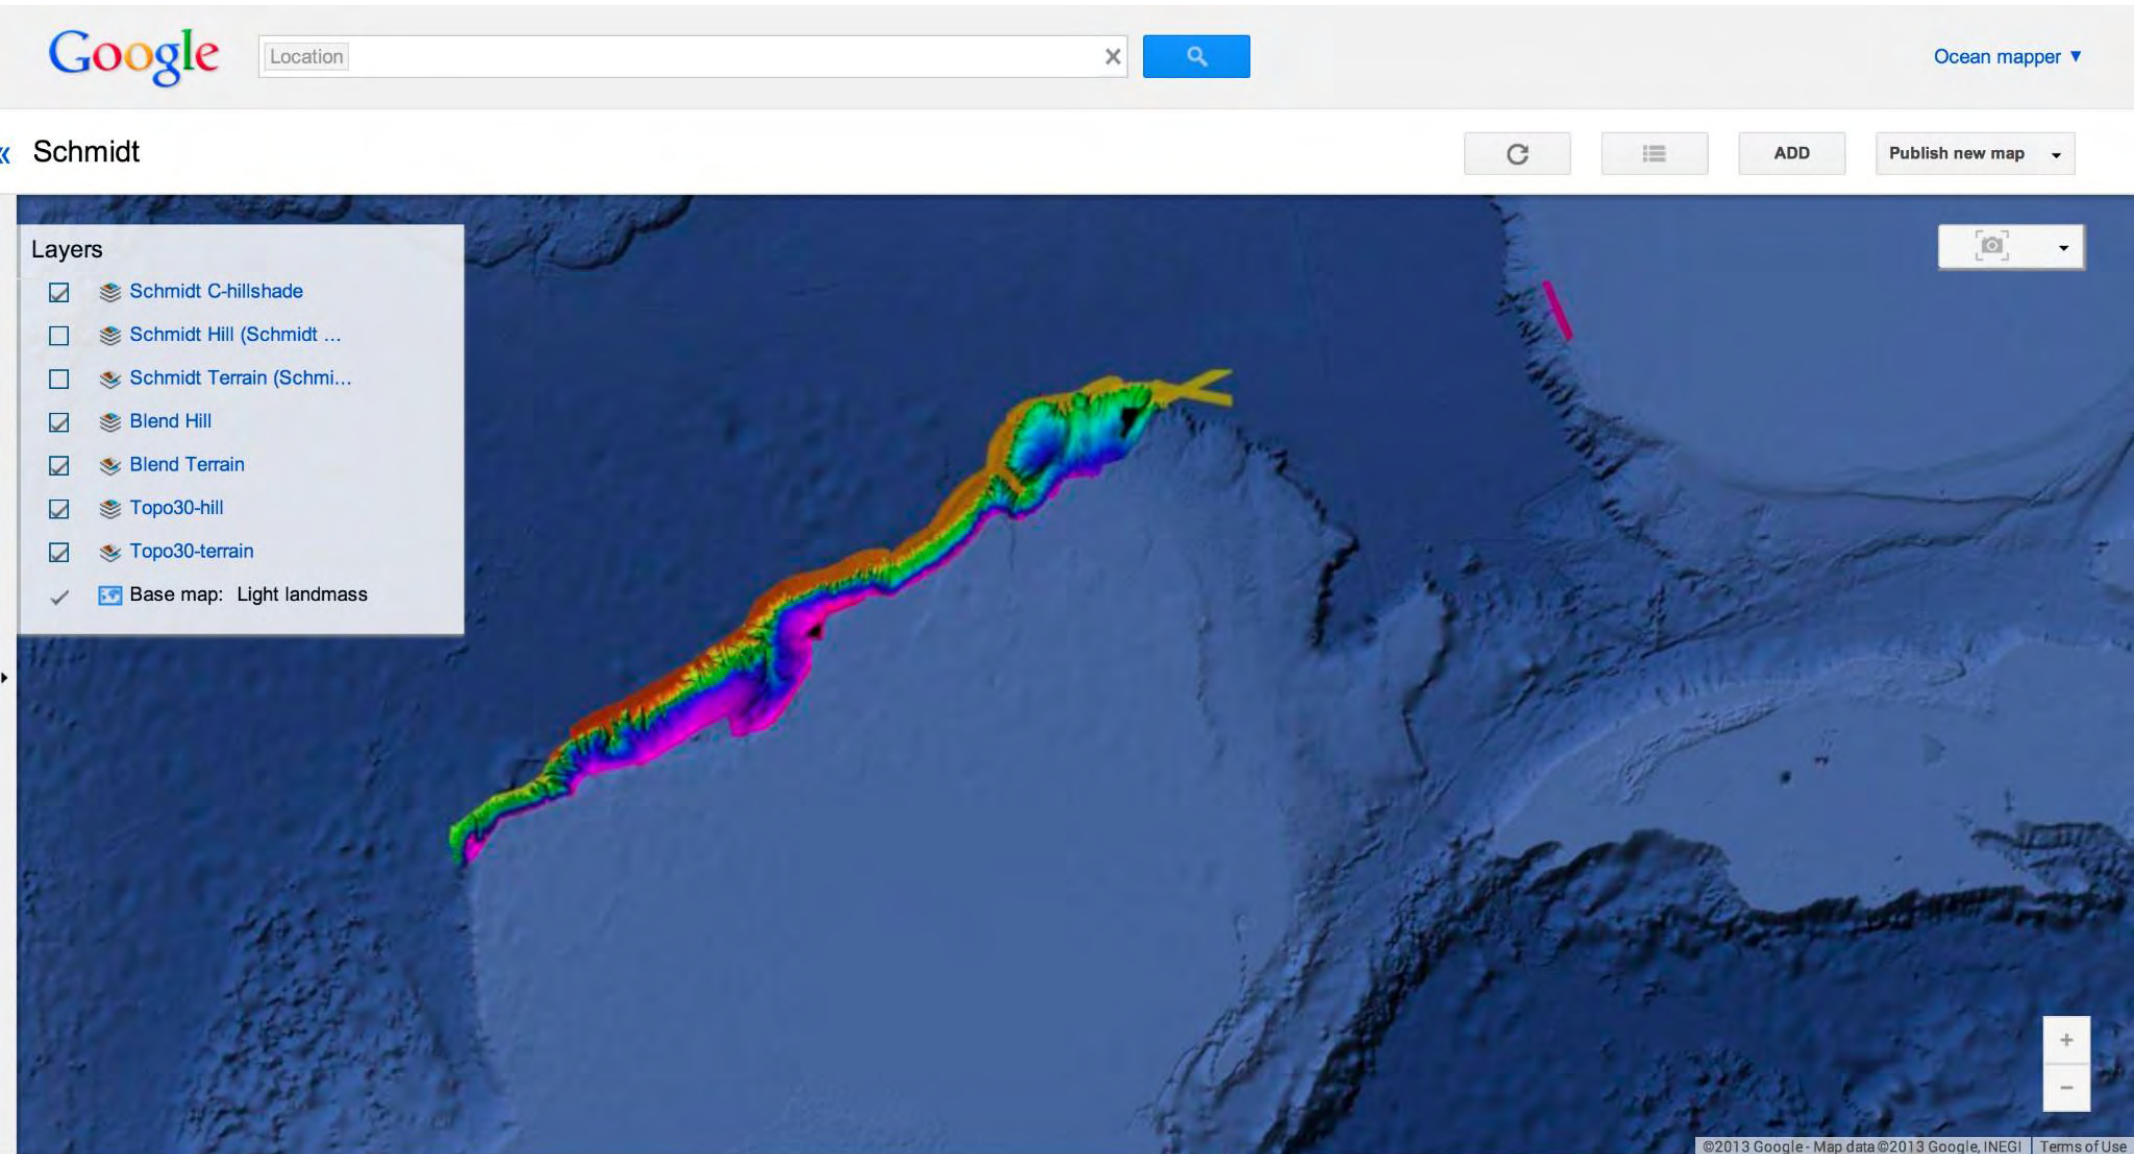 Google
Location
Ocean mapper ▼
« Schmidt
ADD
Publish new map
Layers
Schmidt C-hillshade
Schmidt Hill (Schmidt ...
Schmidt Terrain (Schmi...
Blend Hill
Blend Terrain
Topo30-hill
Topo30-terrain
Base map: Light landmass
+
−
©2013 Google - Map data ©2013 Google, INEGI | Terms of Use